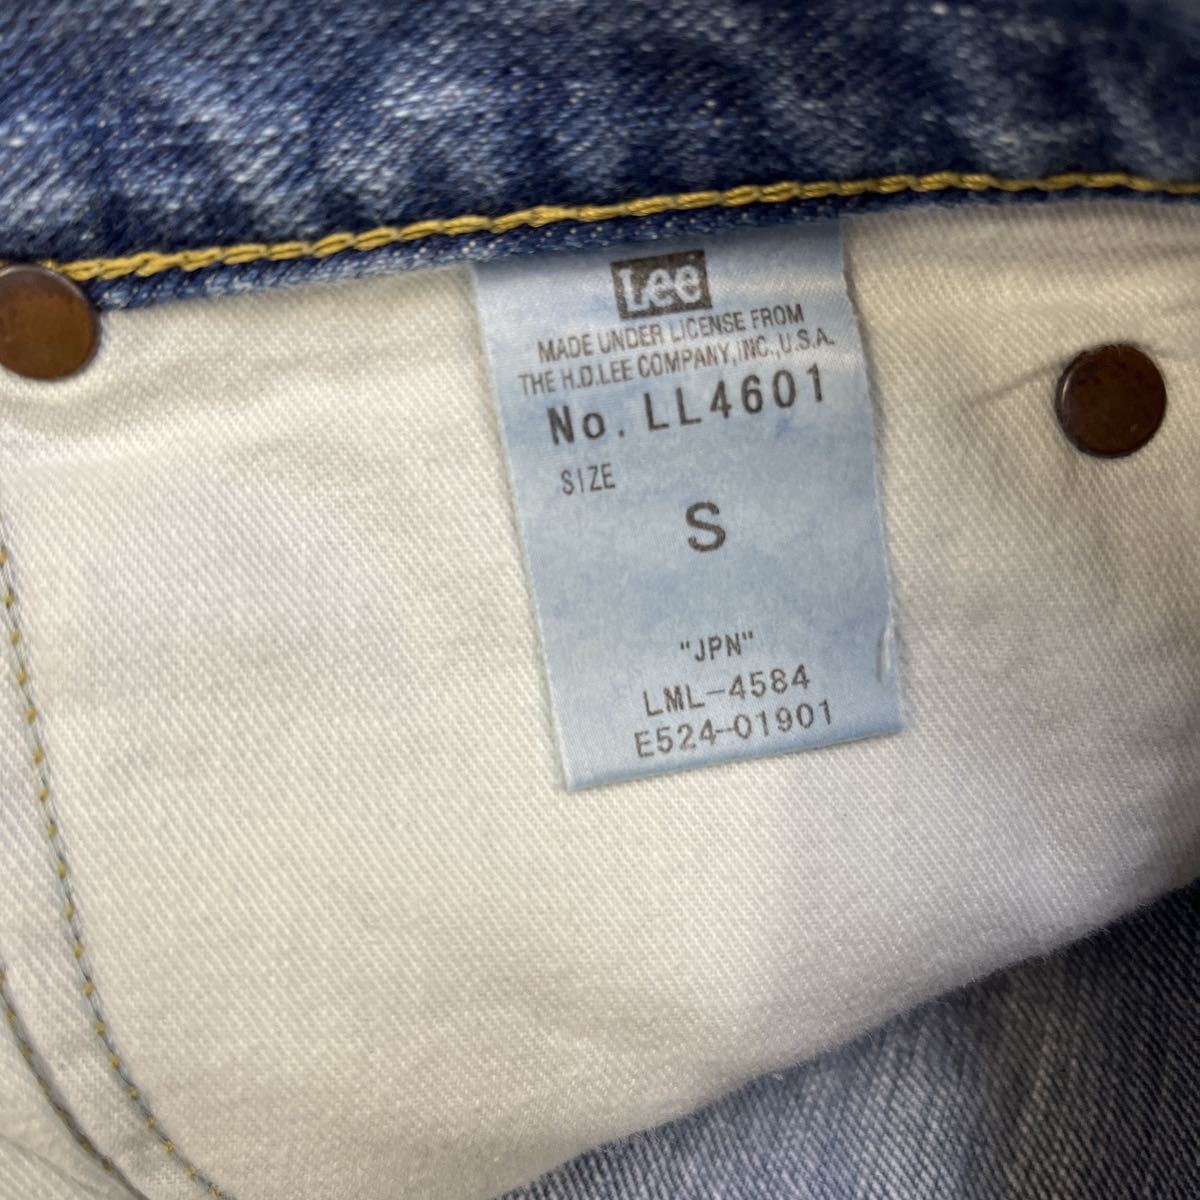 Lee
MADE UNDER LICENSE FROM
THE H.D.LEE COMPANY,INC.,U.S.A.
No. LL4601
SIZE
S
"JPN"
LML-4584
E524-01901